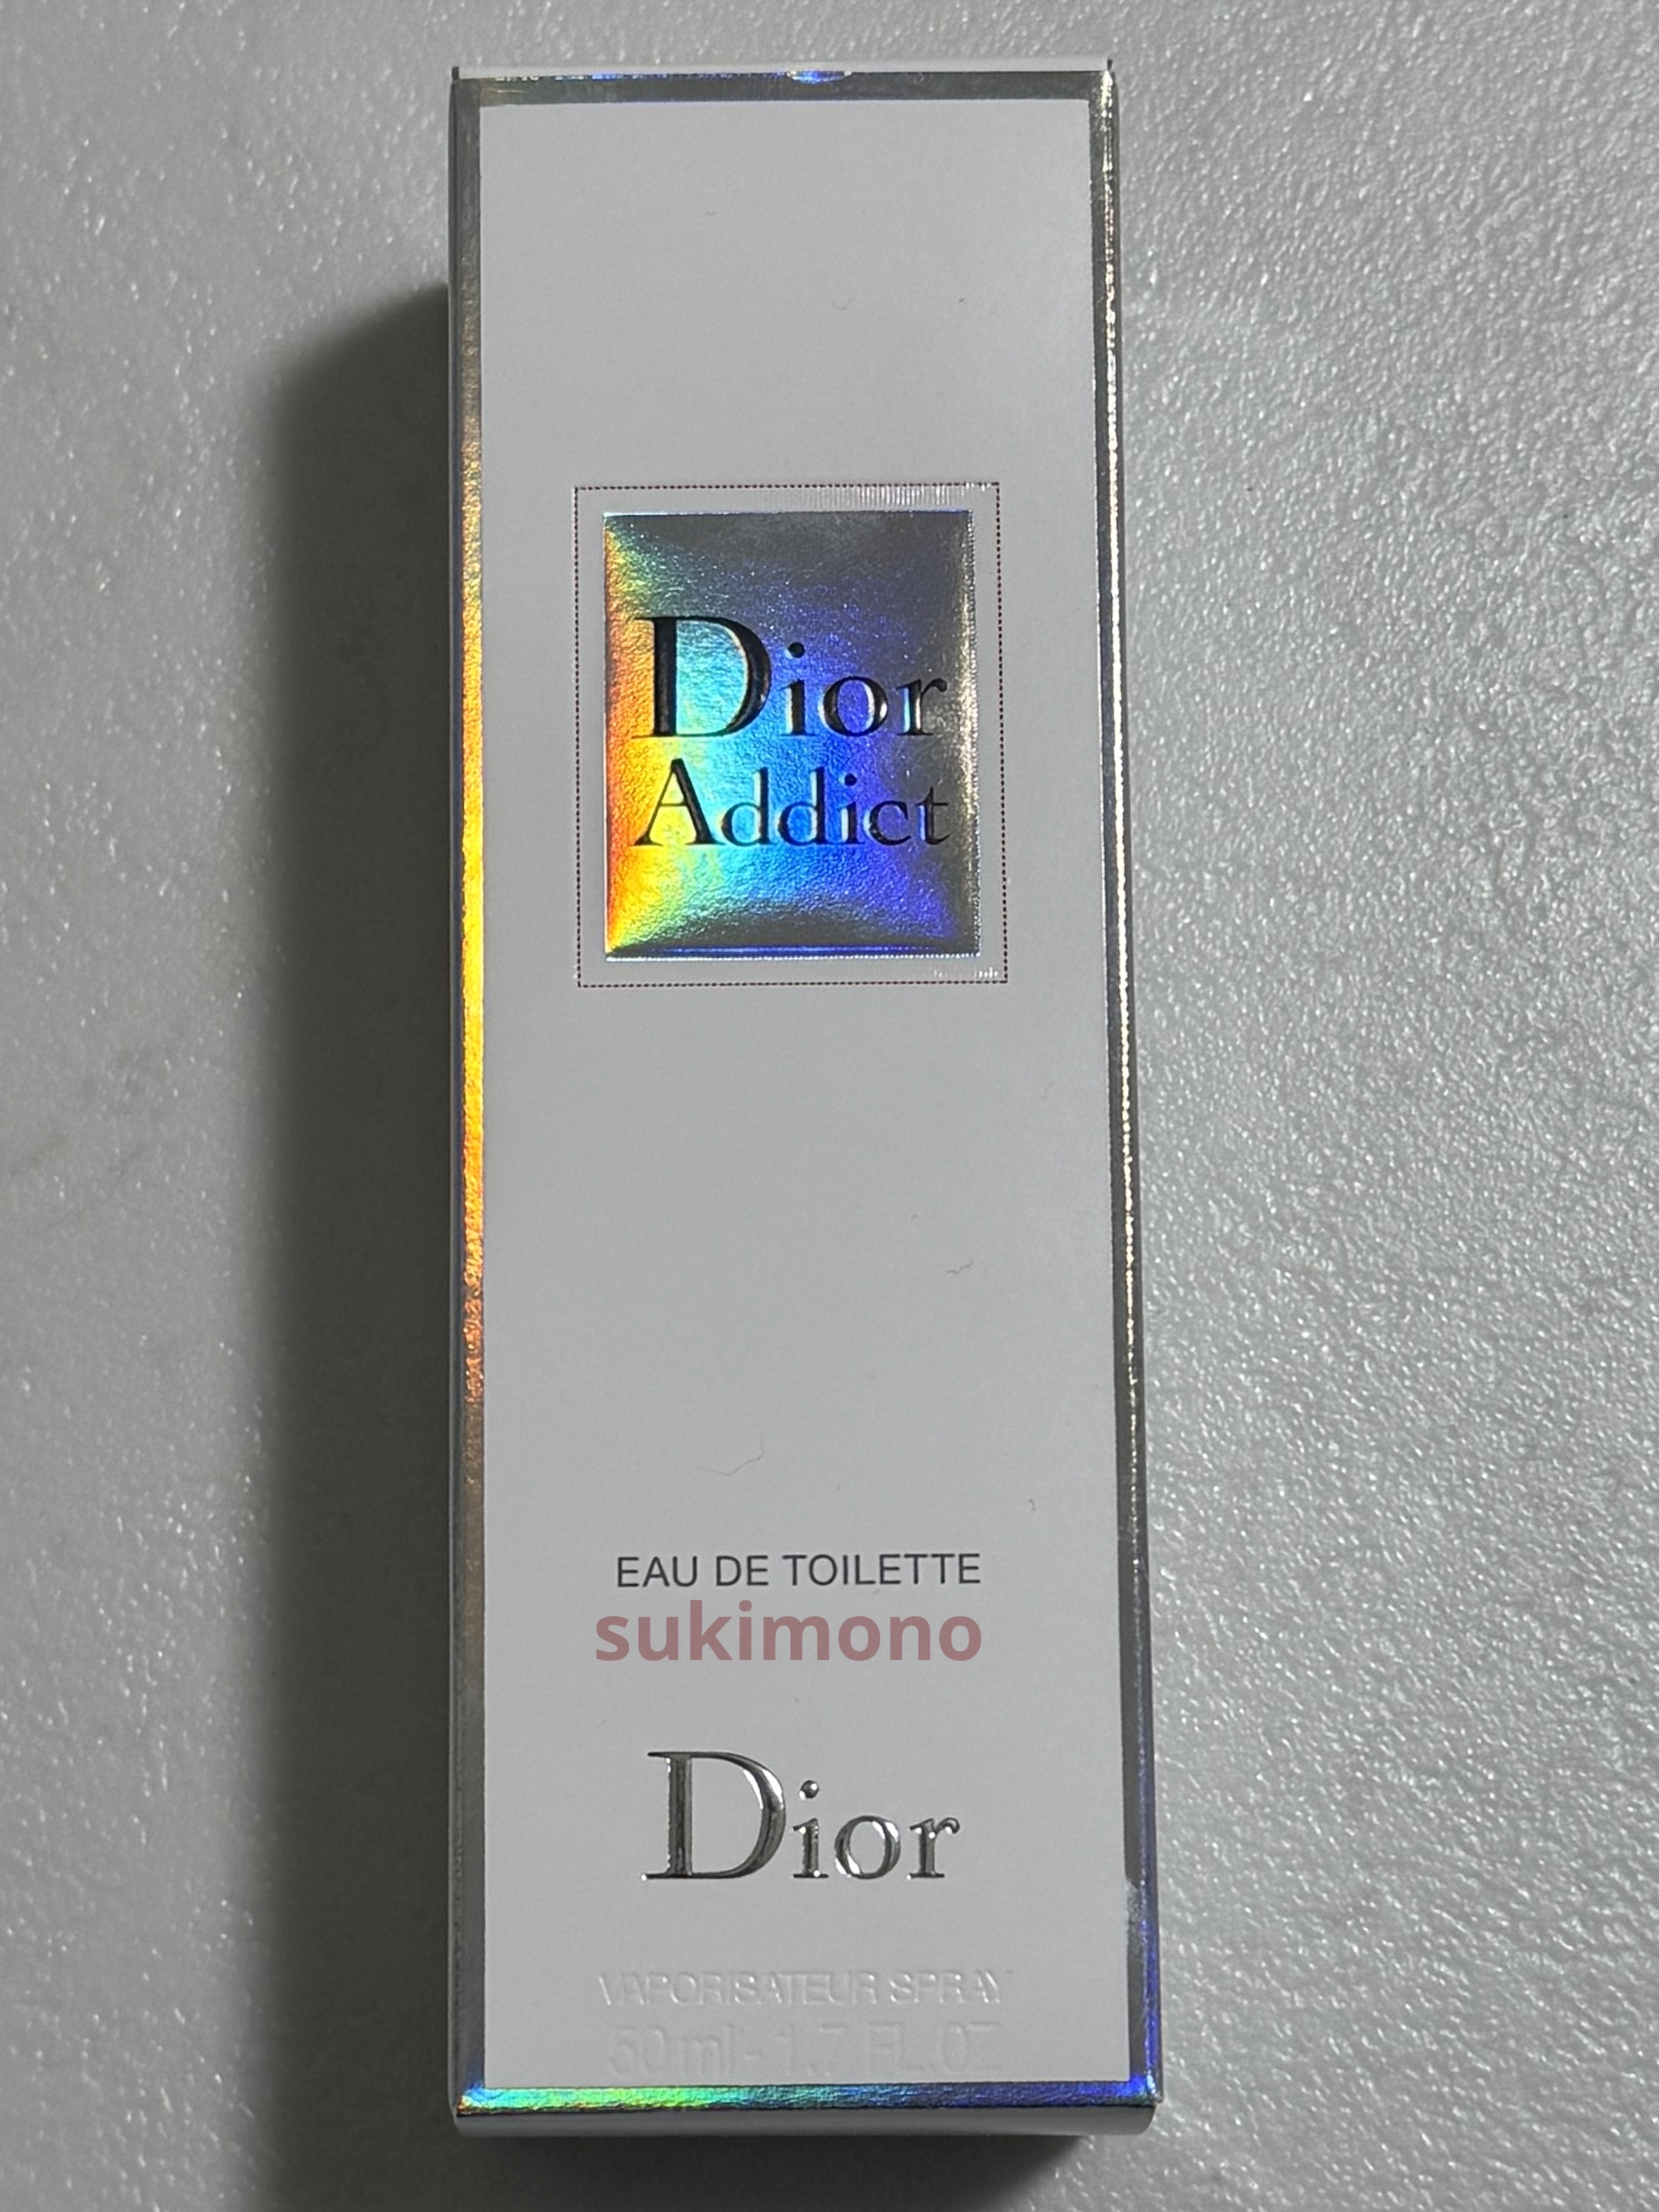 Dior
Addict
EAU DE TOILETTE
sukimono
Dior
VAPORISATEUR SPRAY
50 ml - 1.7 FL.OZ